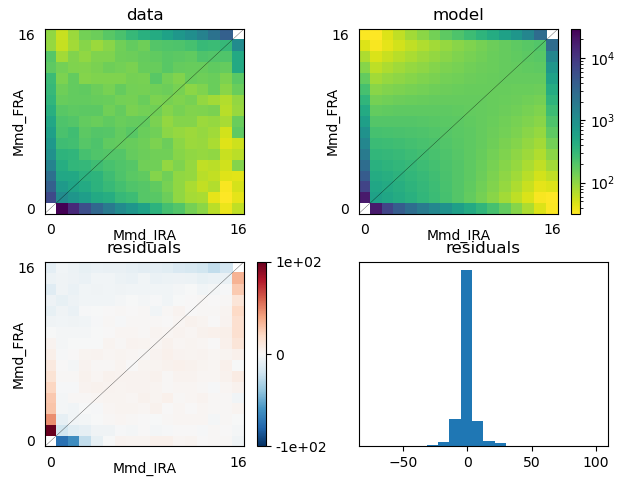 data
model
16
Mmd_FRA
0
0
16
Mmd_IRA
16
Mmd_FRA
0
0
16
Mmd_IRA
10^4
10^3
10^2
residuals
residuals
16
Mmd_FRA
0
0
16
Mmd_IRA
1e+02
0
-1e+02
−50
0
50
100